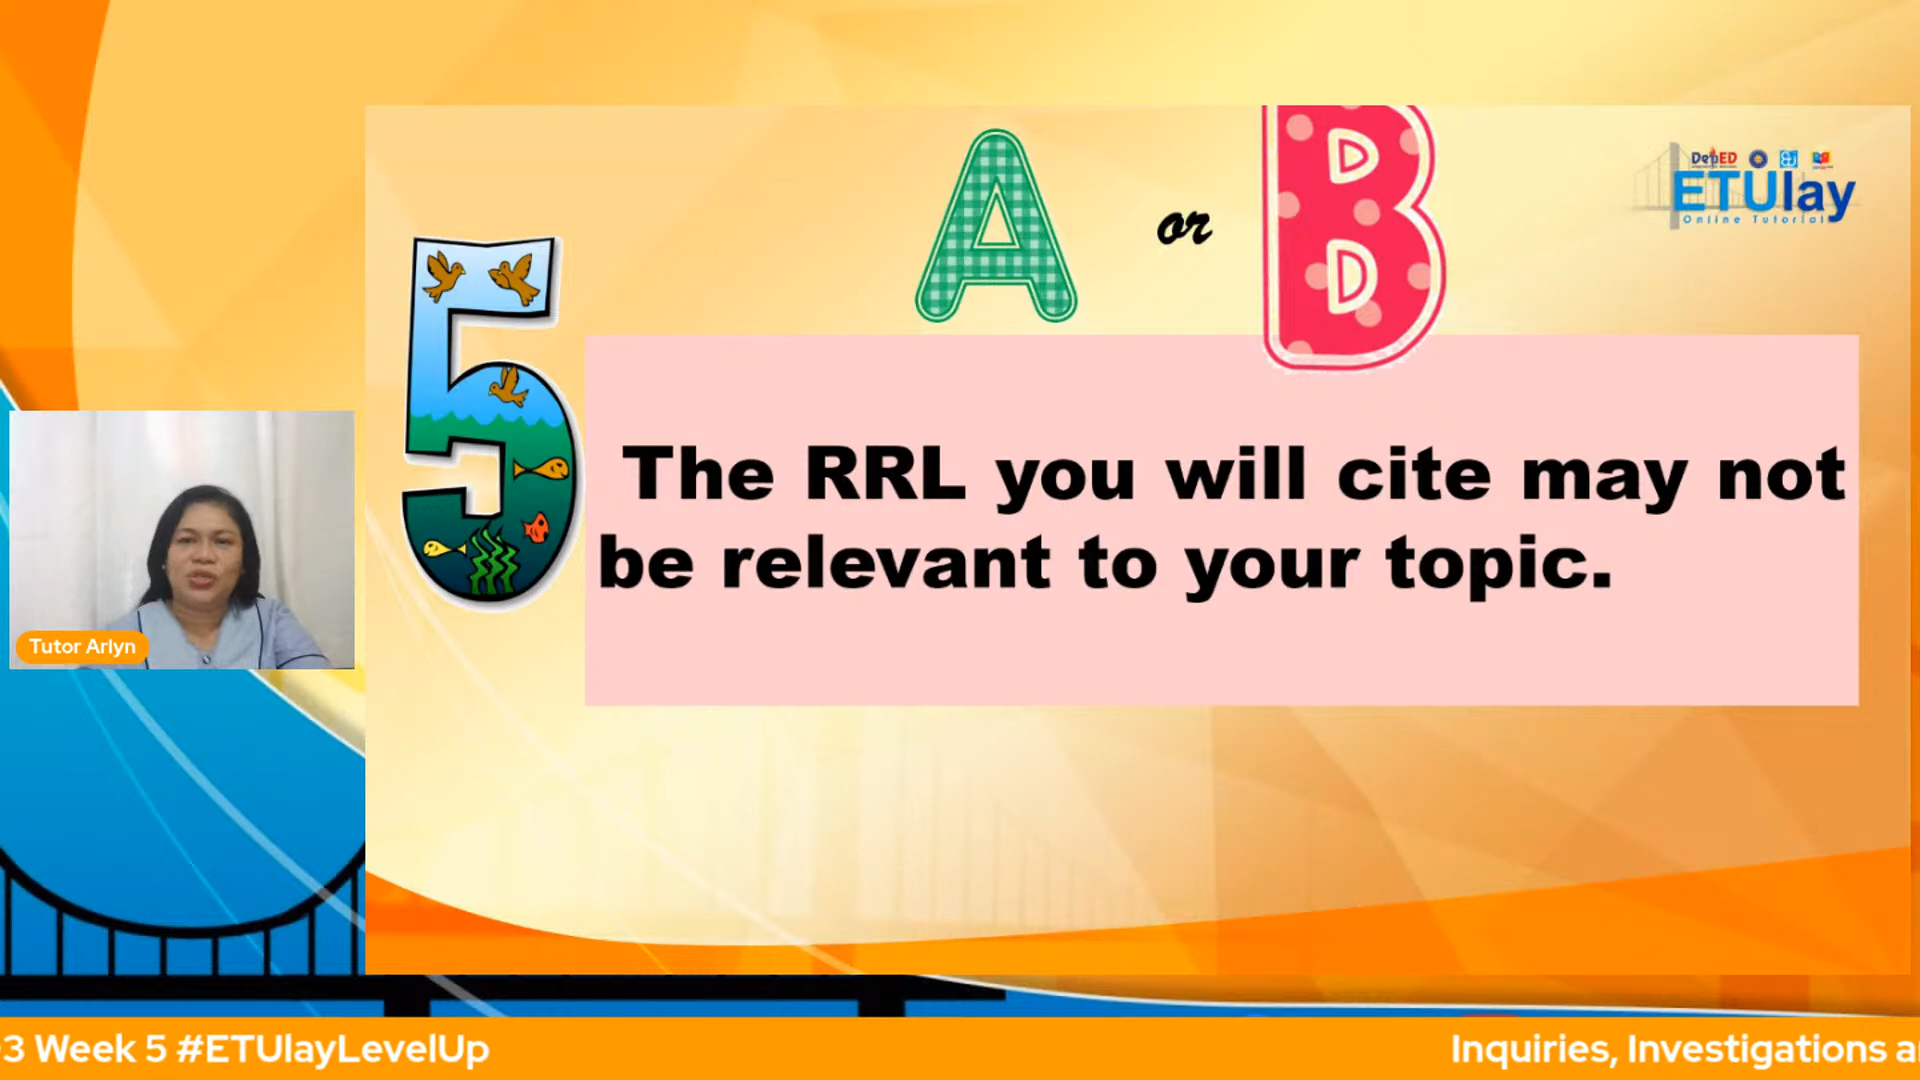 A or B
DepED
ETUlay
Online Tutorial
5
The RRL you will cite may not
be relevant to your topic.
Tutor Arlyn
3 Week 5 #ETUlayLevelUp
Inquiries, Investigations a